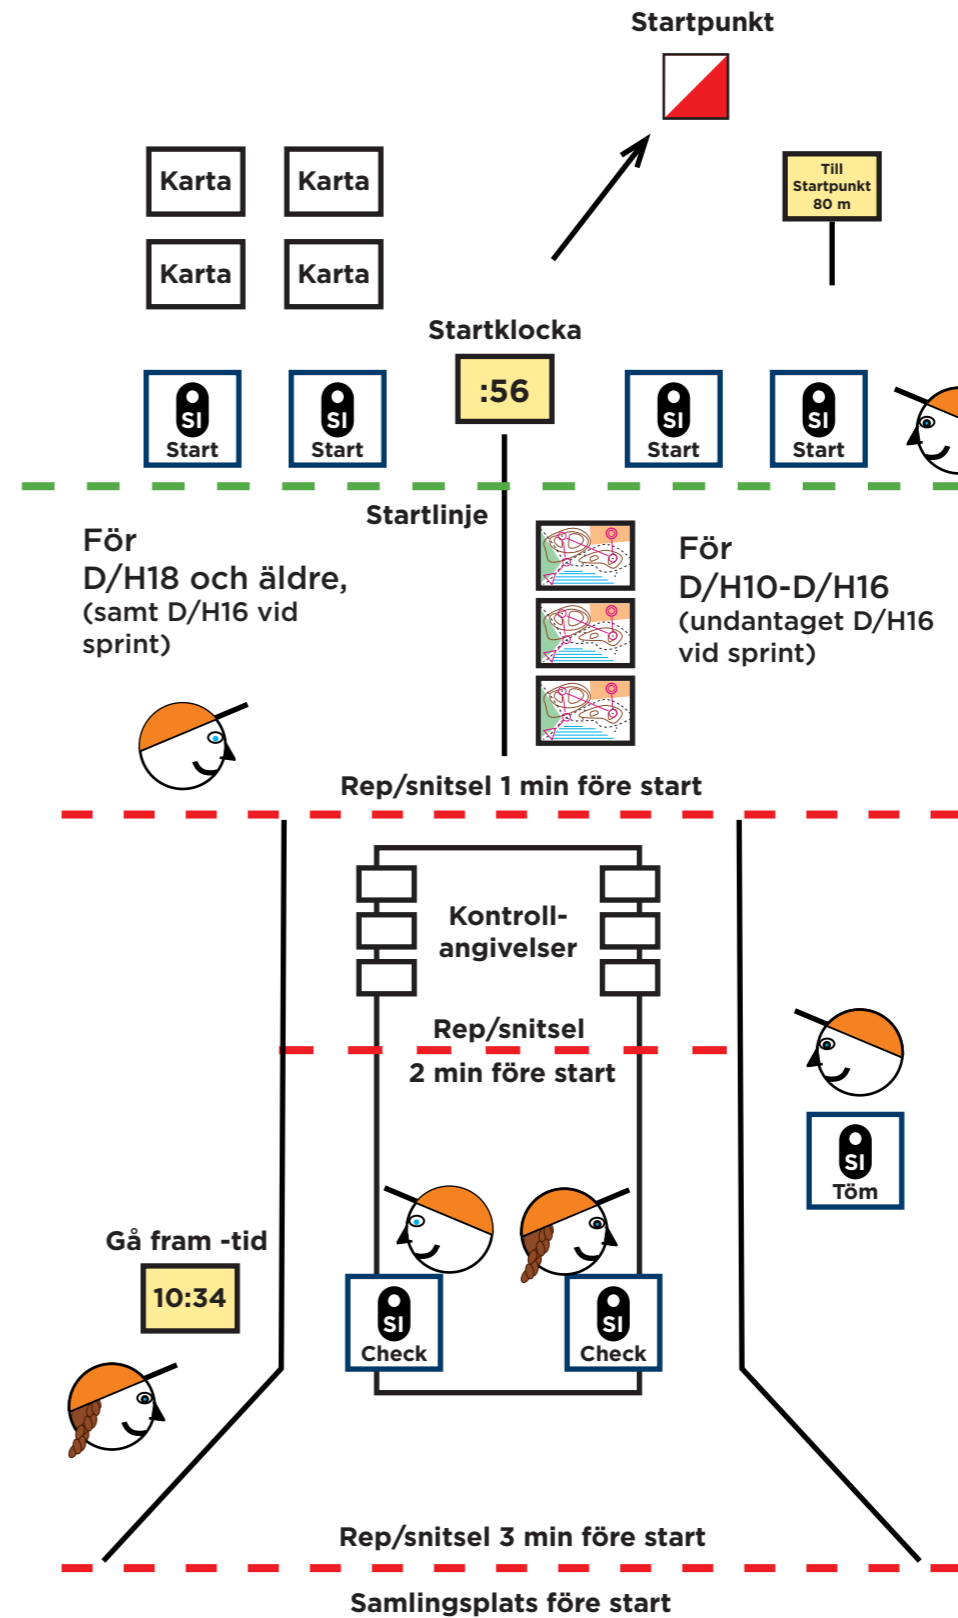 Startpunkt
Till
Startpunkt
80 m
Karta
Karta
Karta
Karta
Startklocka
:56
SI
Start
SI
Start
SI
Start
SI
Start
Startlinje
För
D/H18 och äldre,
(samt D/H16 vid
sprint)
För
D/H10-D/H16
(undantaget D/H16
vid sprint)
Rep/snitsel 1 min före start
Kontroll-
angivelser
Rep/snitsel
2 min före start
SI
Töm
Gå fram -tid
10:34
SI
Check
SI
Check
Rep/snitsel 3 min före start
Samlingsplats före start